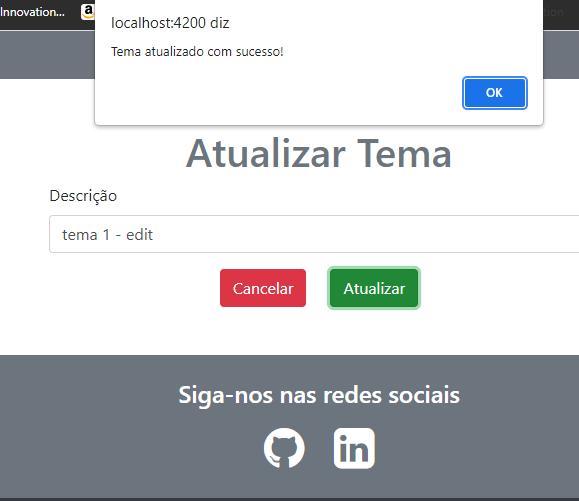 Innovation...
localhost:4200 diz
Tema atualizado com sucesso!
OK
Atualizar Tema
Descrição
tema 1 - edit
Cancelar
Atualizar
Siga-nos nas redes sociais